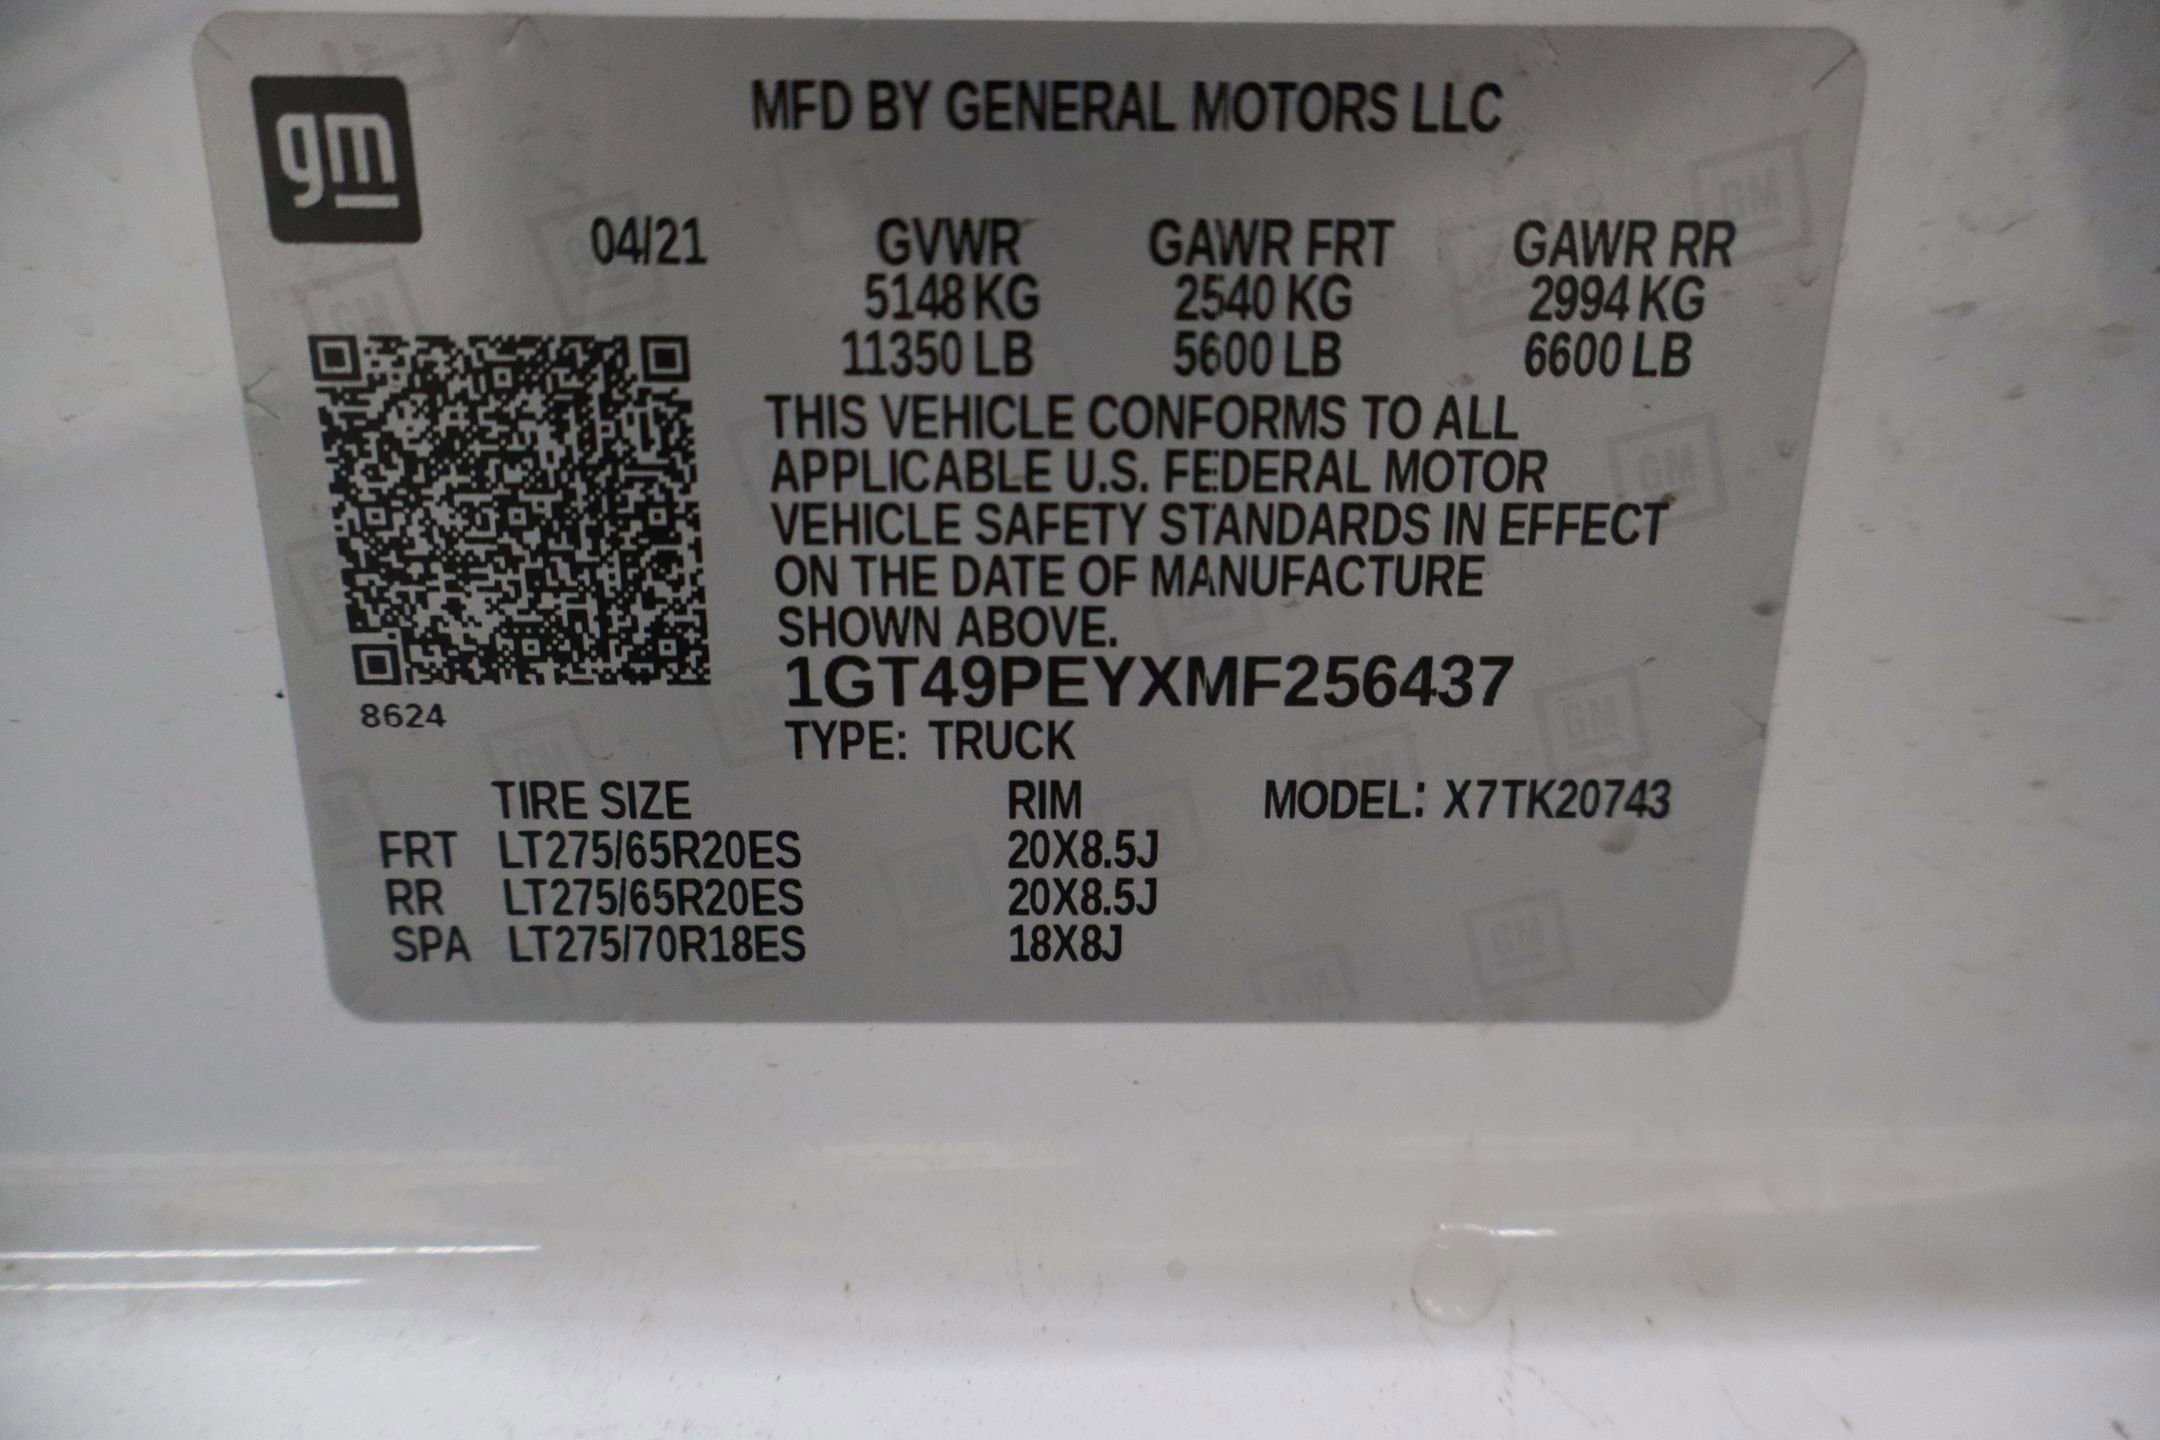 gm
MFD BY GENERAL MOTORS LLC
04/21 GVWR GAWR FRT GAWR RR
5148 KG 2540 KG 2994 KG
11350 LB 5600 LB 6600 LB
THIS VEHICLE CONFORMS TO ALL
APPLICABLE U.S. FEDERAL MOTOR
VEHICLE SAFETY STANDARDS IN EFFECT
ON THE DATE OF MANUFACTURE
SHOWN ABOVE.
1GT49PEYXMF256437
8624
TYPE: TRUCK
TIRE SIZE RIM MODEL: X7TK20743
FRT LT275/65R20ES 20X8.5J
RR LT275/65R20ES 20X8.5J
SPA LT275/70R18ES 18X8J